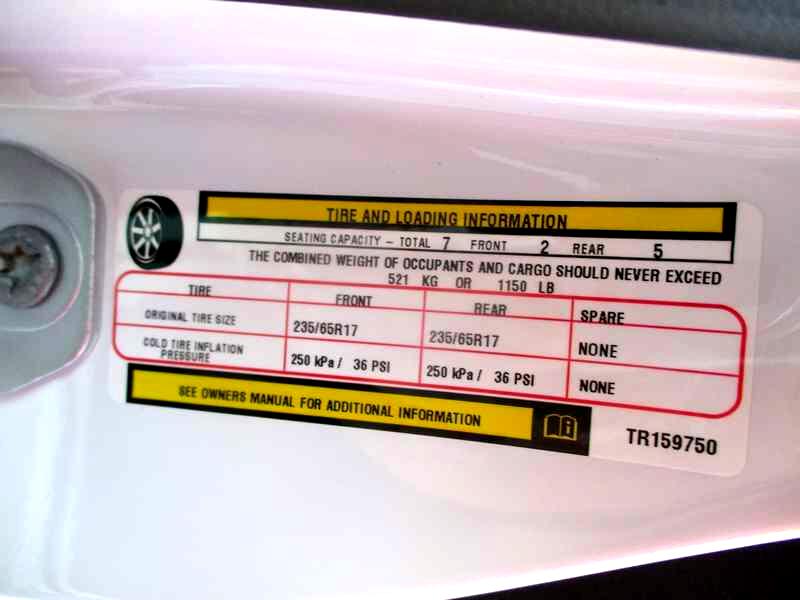 TIRE AND LOADING INFORMATION
SEATING CAPACITY – TOTAL 7 FRONT 2 REAR 5
THE COMBINED WEIGHT OF OCCUPANTS AND CARGO SHOULD NEVER EXCEED
521 KG OR 1150 LB
TIRE FRONT REAR SPARE
ORIGINAL TIRE SIZE 235/65R17 235/65R17 NONE
COLD TIRE INFLATION PRESSURE 250 kPa / 36 PSI 250 kPa / 36 PSI NONE
SEE OWNERS MANUAL FOR ADDITIONAL INFORMATION
TR159750